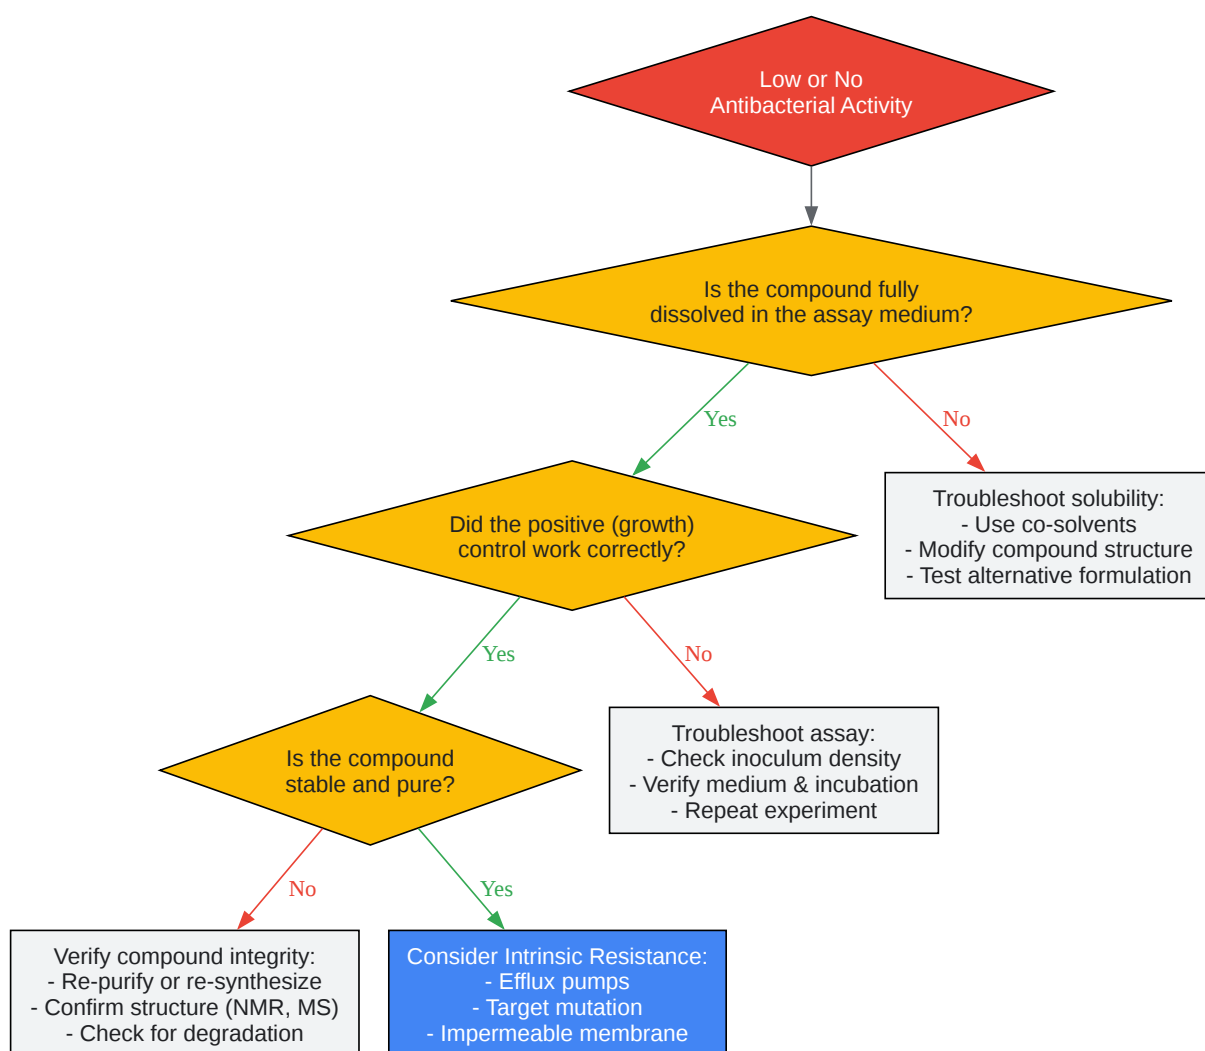 Low or No
Antibacterial Activity
Is the compound fully
dissolved in the assay medium?
Yes
No
Did the positive (growth)
control work correctly?
Troubleshoot solubility:
- Use co-solvents
- Modify compound structure
- Test alternative formulation
Yes
No
Is the compound
stable and pure?
Troubleshoot assay:
- Check inoculum density
- Verify medium & incubation
- Repeat experiment
No
Yes
Verify compound integrity:
- Re-purify or re-synthesize
- Confirm structure (NMR, MS)
- Check for degradation
Consider Intrinsic Resistance:
- Efflux pumps
- Target mutation
- Impermeable membrane